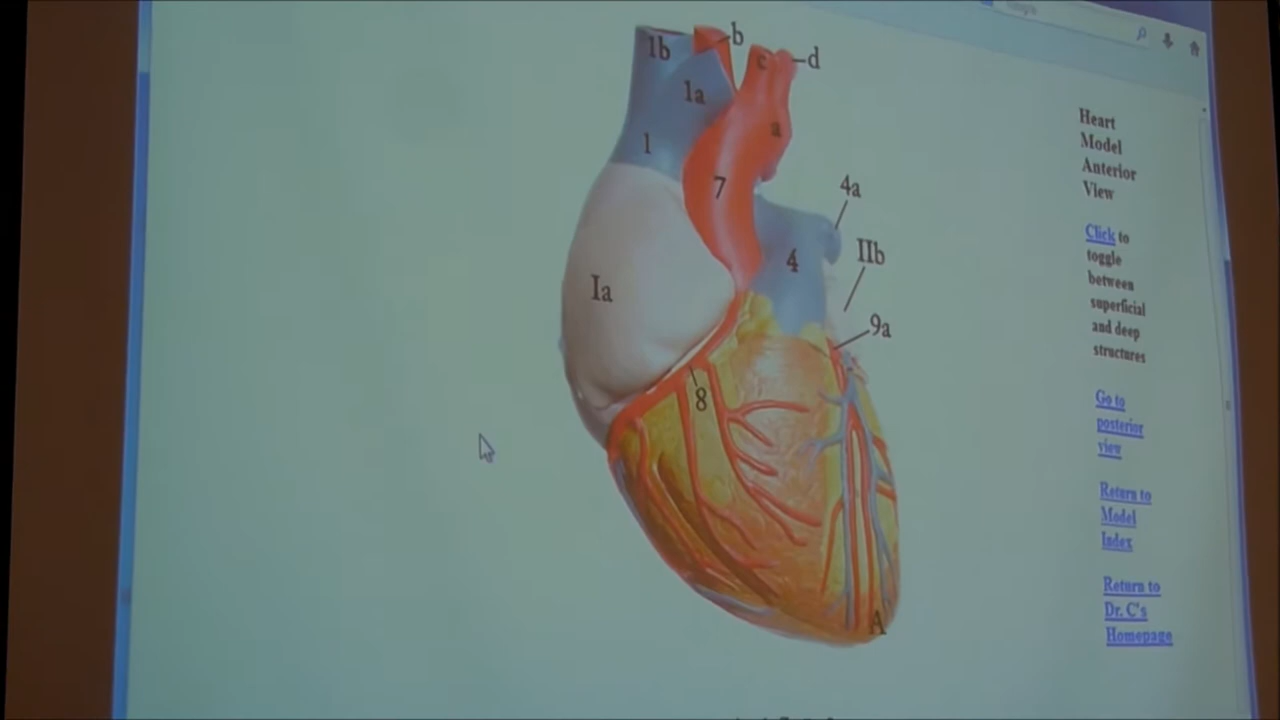 1b
b
c
d
1a
a
1
7
4a
4
IIb
Ia
9a
8
A
Heart
Model
Anterior
View
Click to
toggle
between
superficial
and deep
structures
Go to
posterior
view
Return to
Model
Index
Return to
Dr. C's
Homepage